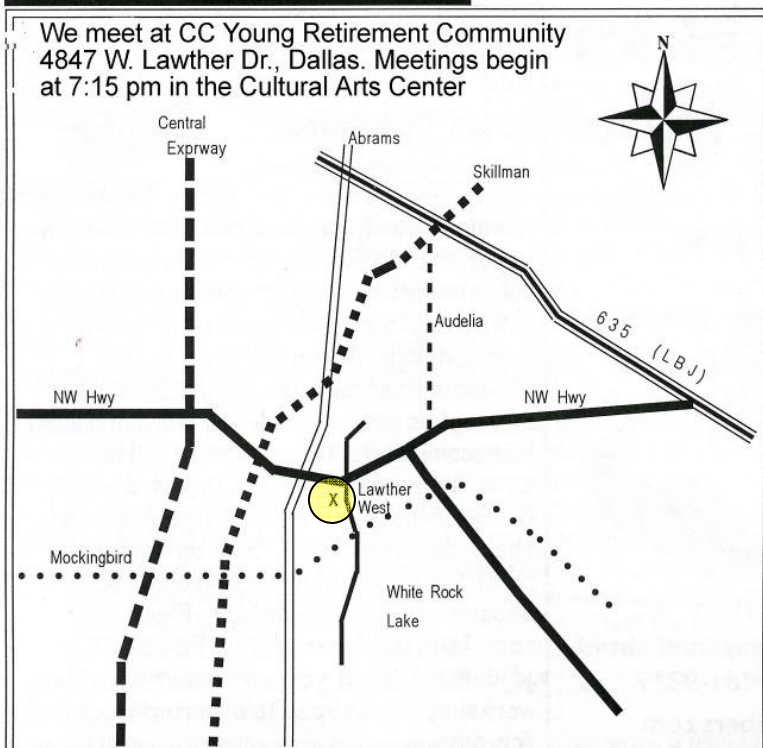 We meet at CC Young Retirement Community
4847 W. Lawther Dr., Dallas. Meetings begin
at 7:15 pm in the Cultural Arts Center
N
Central
Exprway
Abrams
Skillman
Audelia
635 (LBJ)
NW Hwy
NW Hwy
X
Lawther
West
Mockingbird
White Rock
Lake